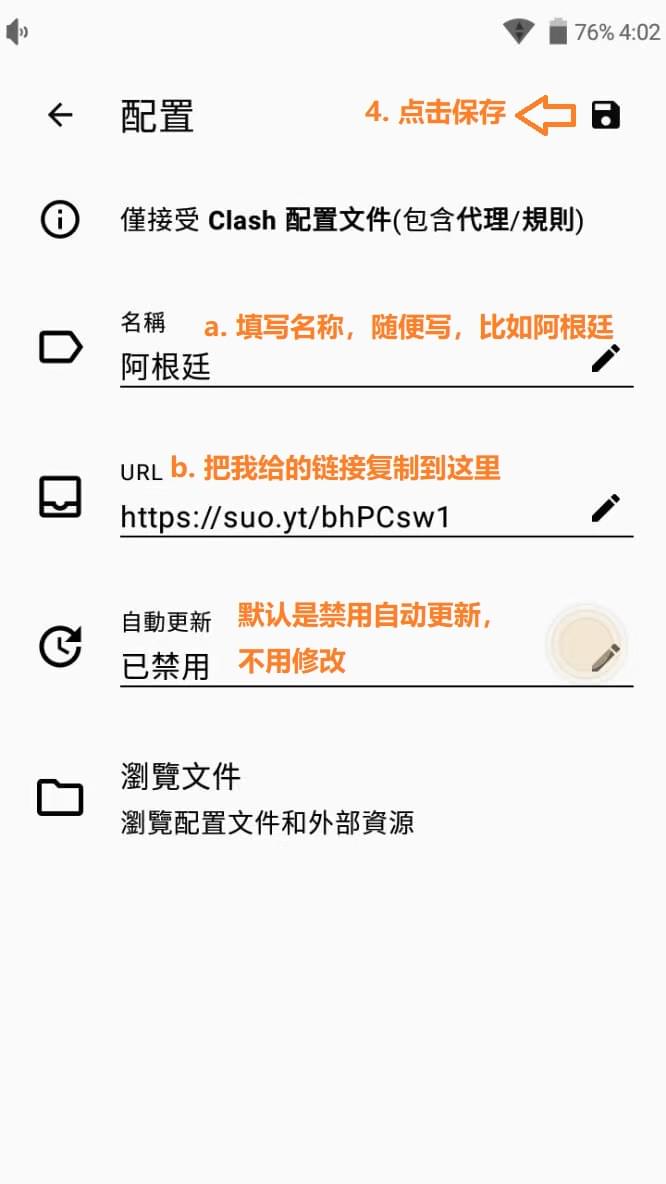 76% 4:02
配置 4. 点击保存
僅接受 Clash 配置文件(包含代理/規則)
名稱 a. 填写名称，随便写，比如阿根廷
阿根廷
URL b. 把我给的链接复制到这里
https://suo.yt/bhPCsw1
自動更新 默认是禁用自动更新，
已禁用 不用修改
瀏覽文件
瀏覽配置文件和外部資源